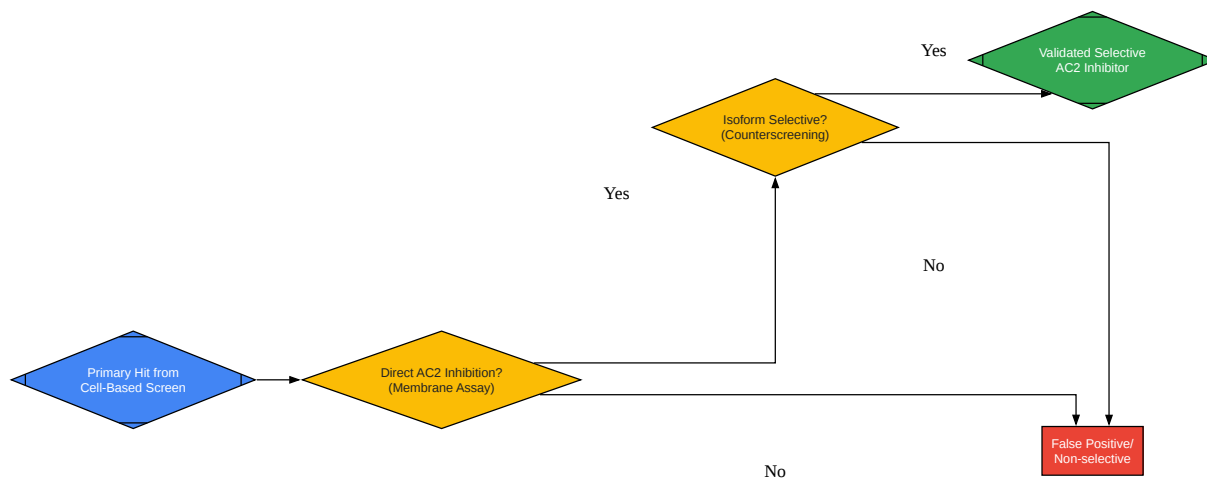 Yes
Validated Selective
AC2 Inhibitor
Isoform Selective?
(Counterscreening)
Yes
No
Primary Hit from
Cell-Based Screen
Direct AC2 Inhibition?
(Membrane Assay)
False Positive/
Non-selective
No